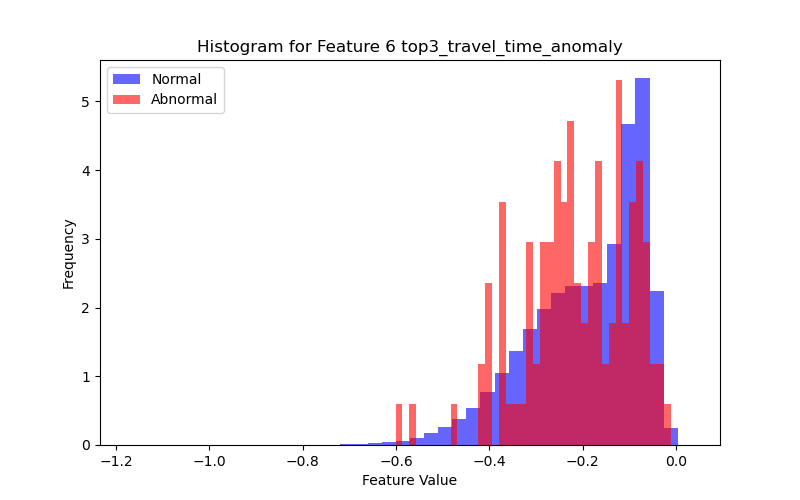 Histogram for Feature 6 top3_travel_time_anomaly
Normal
Abnormal
Frequency
5
4
3
2
1
0
−1.2
−1.0
−0.8
−0.6
−0.4
−0.2
0.0
Feature Value